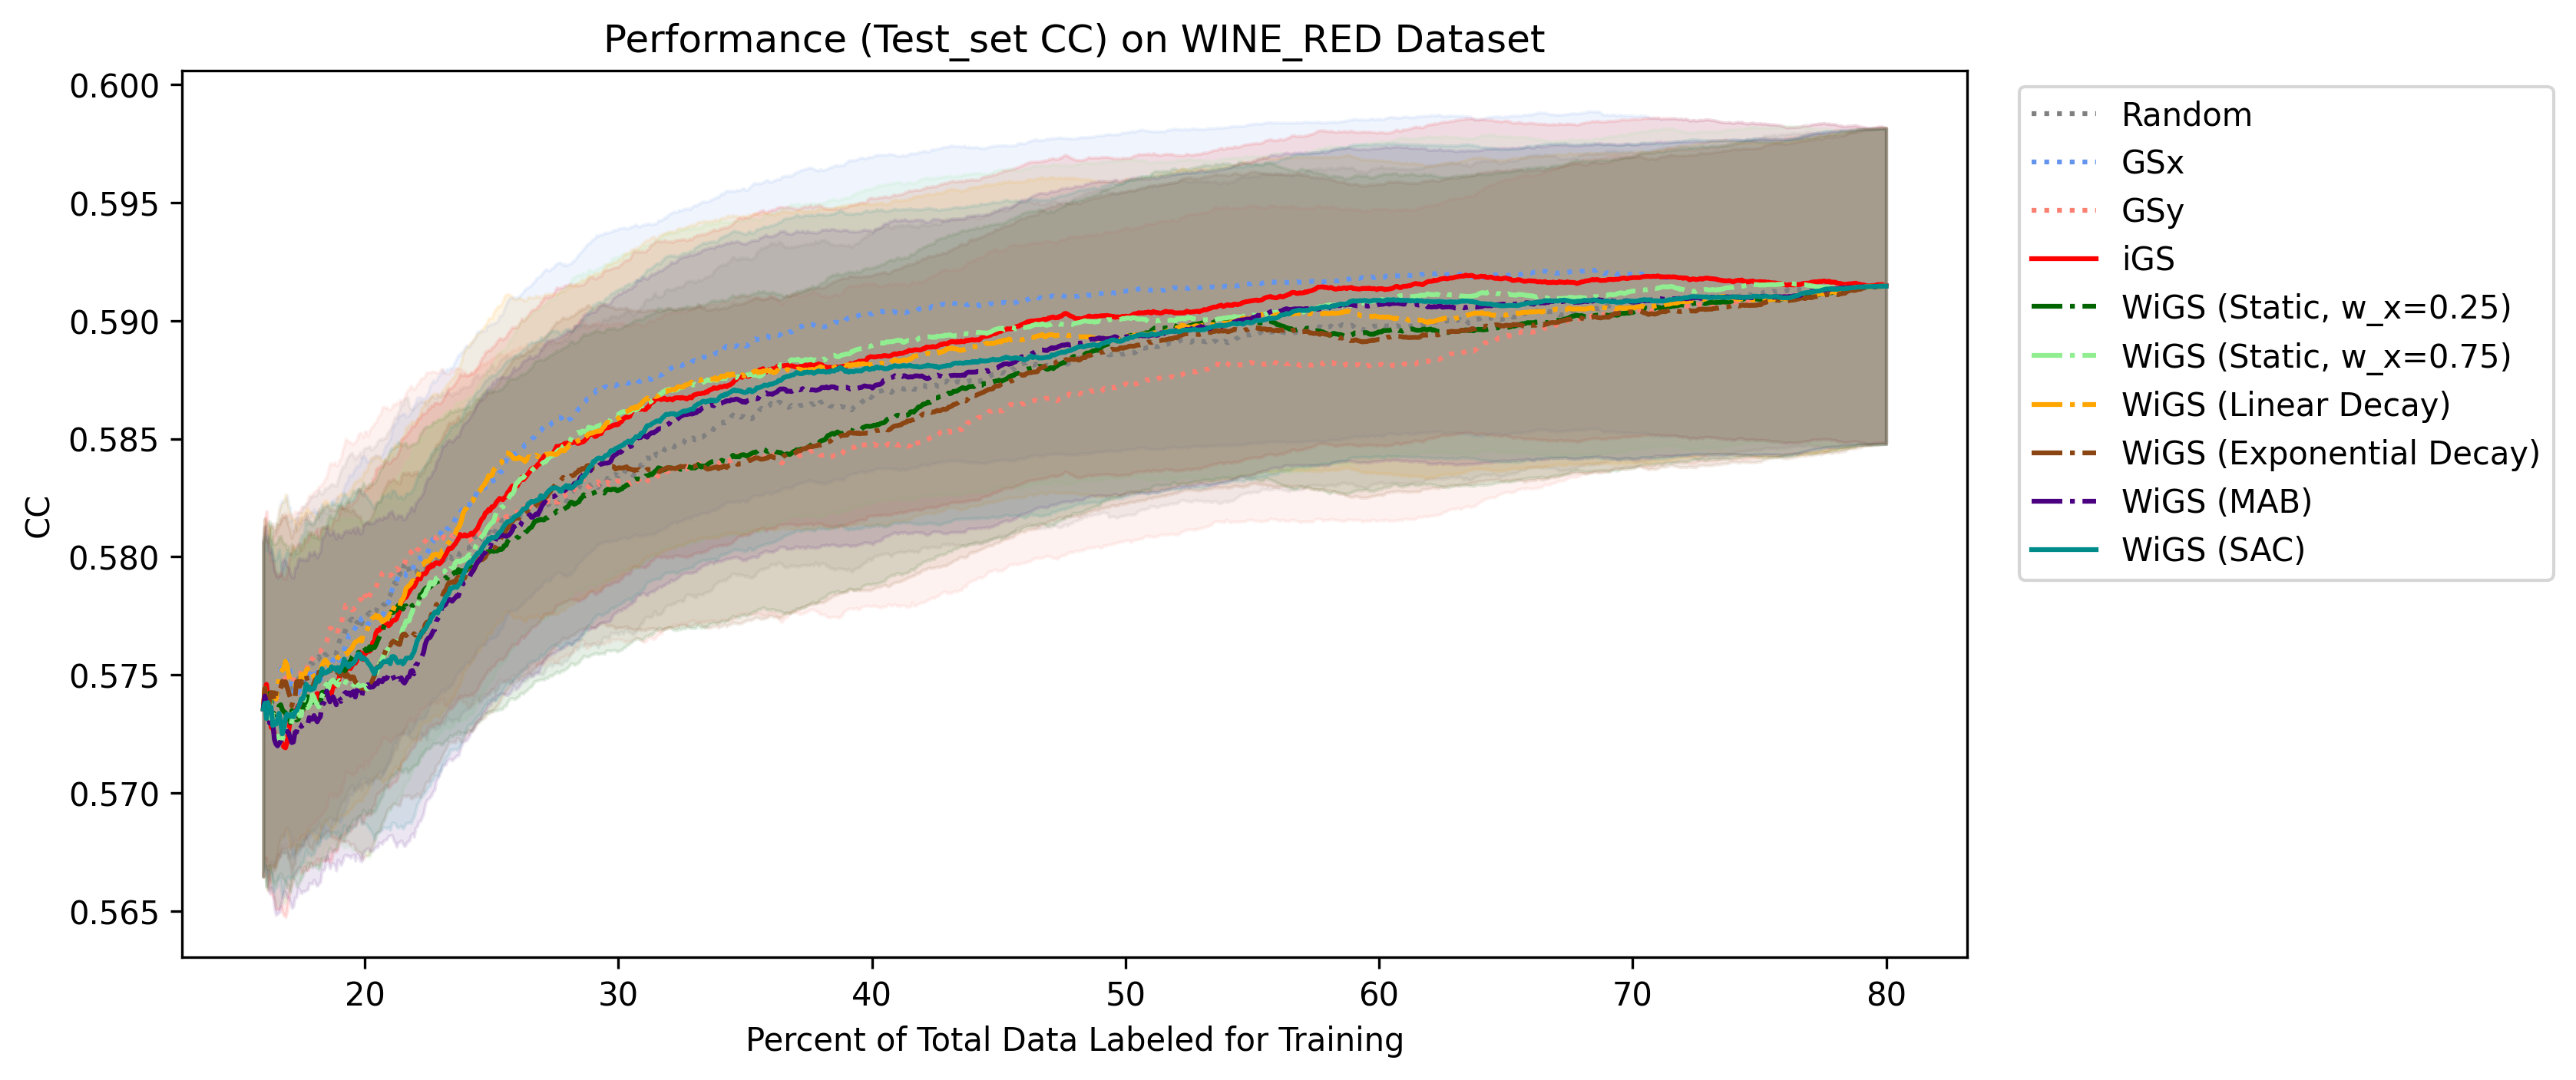 Performance (Test_set CC) on WINE_RED Dataset
0.600
0.595
0.590
0.585
0.580
0.575
0.570
0.565
CC
20 30 40 50 60 70 80
Percent of Total Data Labeled for Training
Random
GSx
GSy
iGS
WiGS (Static, w_x=0.25)
WiGS (Static, w_x=0.75)
WiGS (Linear Decay)
WiGS (Exponential Decay)
WiGS (MAB)
WiGS (SAC)